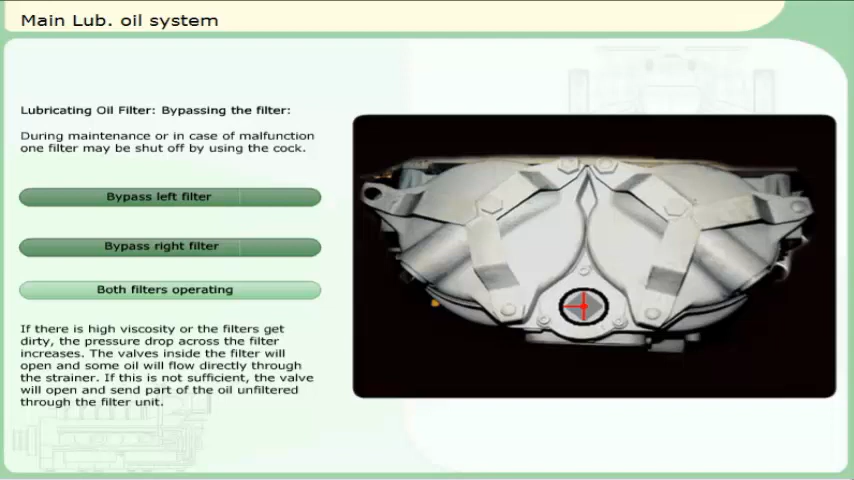 Main Lub. oil system
Lubricating Oil Filter: Bypassing the filter:
During maintenance or in case of malfunction
one filter may be shut off by using the cock.
Bypass left filter
Bypass right filter
Both filters operating
If there is high viscosity or the filters get
dirty, the pressure drop across the filter
increases. The valves inside the filter will
open and some oil will flow directly through
the strainer. If this is not sufficient, the valve
will open and send part of the oil unfiltered
through the filter unit.